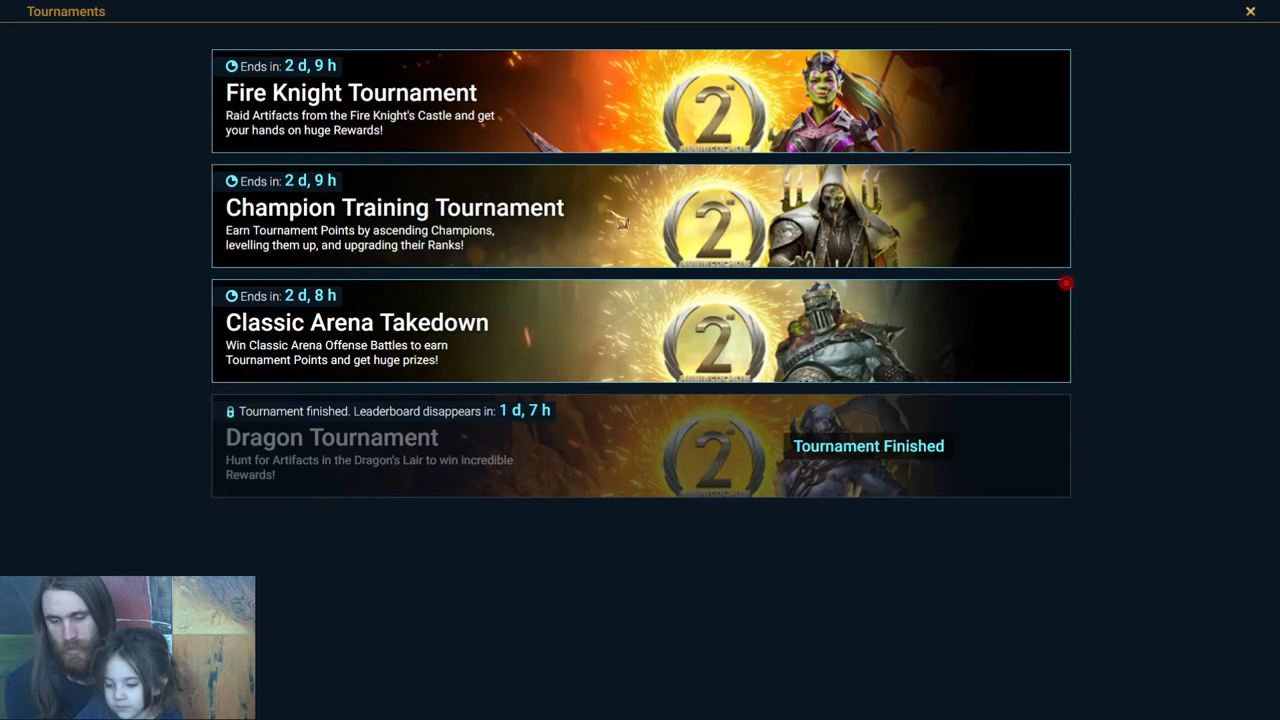 Tournaments
Ends in: 2 d, 9 h
Fire Knight Tournament
Raid Artifacts from the Fire Knight's Castle and get
your hands on huge Rewards!
2nd
Ends in: 2 d, 9 h
Champion Training Tournament
Earn Tournament Points by ascending Champions,
levelling them up, and upgrading their Ranks!
2nd
Ends in: 2 d, 8 h
Classic Arena Takedown
Win Classic Arena Offense Battles to earn
Tournament Points and get huge prizes!
2nd
Tournament finished. Leaderboard disappears in: 1 d, 7 h
Dragon Tournament
Hunt for Artifacts in the Dragon's Lair to win incredible
Rewards!
2nd
Tournament Finished